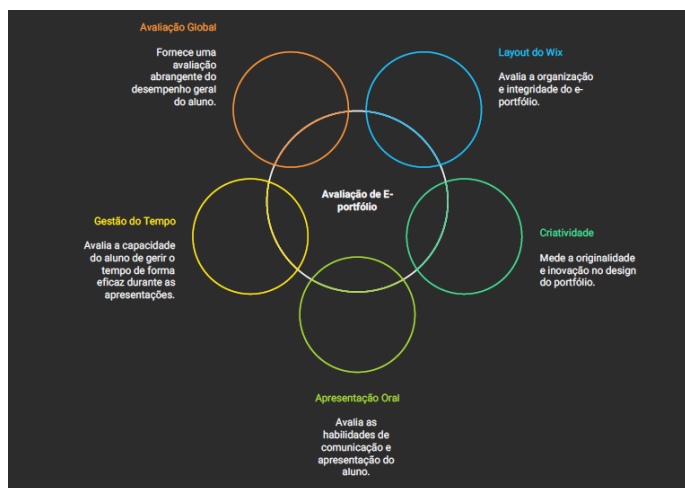 Avaliação Global
Fornece uma
avaliação
abrangente do
desempenho geral
do aluno.
Layout do Wix
Avalia a organização
e integridade do e-
portfólio.
Avaliação de E-
portfólio
Gestão do Tempo
Avalia a capacidade
do aluno de gerir o
tempo de forma
eficaz durante as
apresentações.
Criatividade
Mede a originalidade
e inovação no design
do portfólio.
Apresentação Oral
Avalia as
habilidades de
comunicação e
apresentação do
aluno.